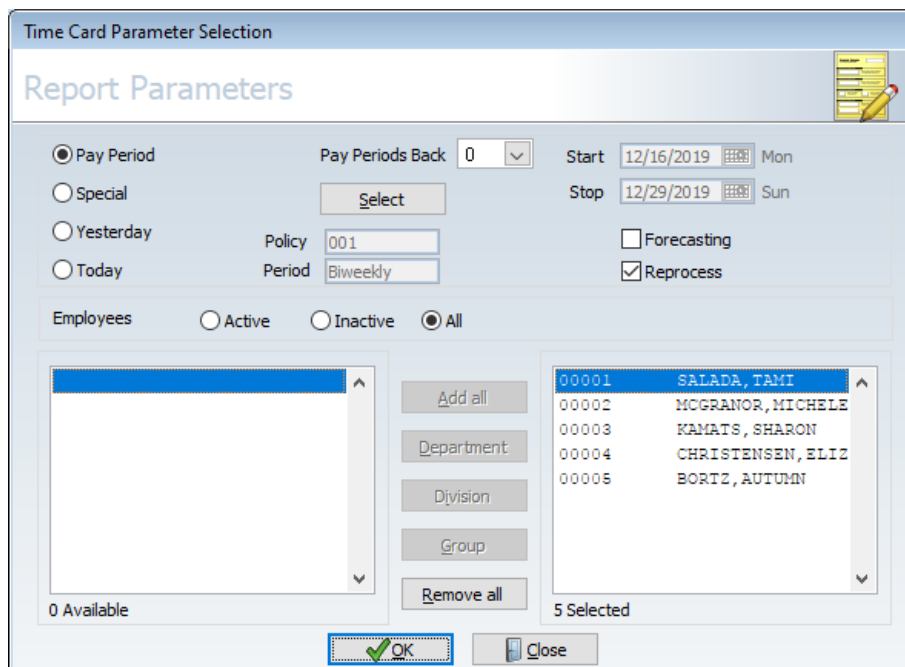 Time Card Parameter Selection
Report Parameters
Pay Period Pay Periods Back 0 Start 12/16/2019 Mon
Special Select Stop 12/29/2019 Sun
Yesterday Policy 001 Forecasting
Today Period Biweekly Reprocess
Employees Active Inactive All
Add all
Department
Division
Group
Remove all
00001 SALADA,TAMI
00002 MCGRANOR,MICHELE
00003 KAMATS,SHARON
00004 CHRISTENSEN,ELIZ
00005 BORTZ,AUTUMN
0 Available 5 Selected
OK Close